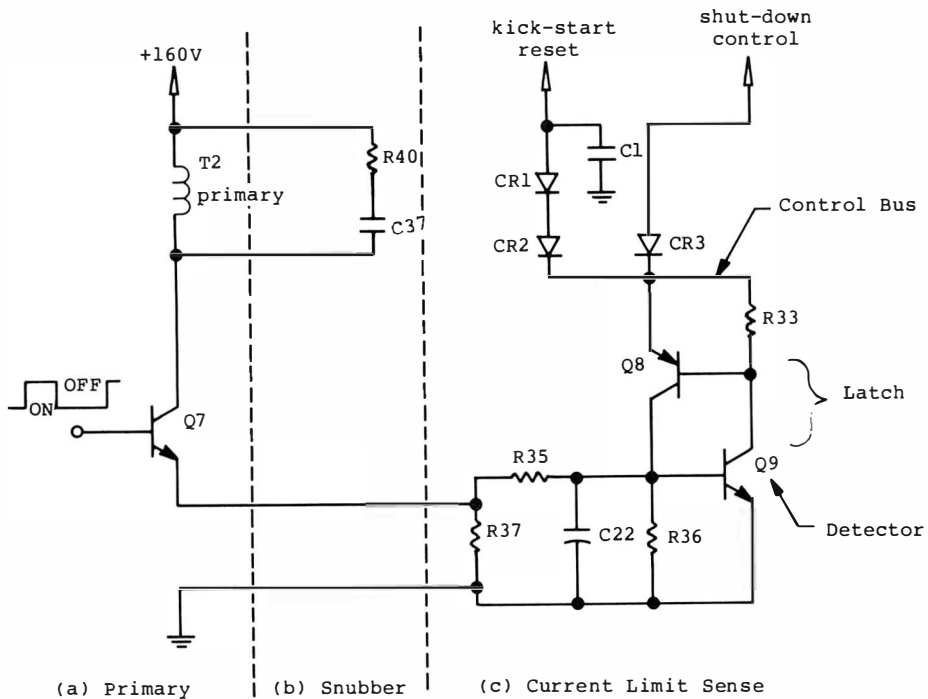 kick-start
reset
shut-down
control
+160V
T2
primary
R40
C37
C1
CR1
CR2
CR3
Control Bus
R33
Q8
Latch
OFF
ON
Q7
R35
Q9
R37
C22
R36
Detector
(a) Primary
(b) Snubber
(c) Current Limit Sense